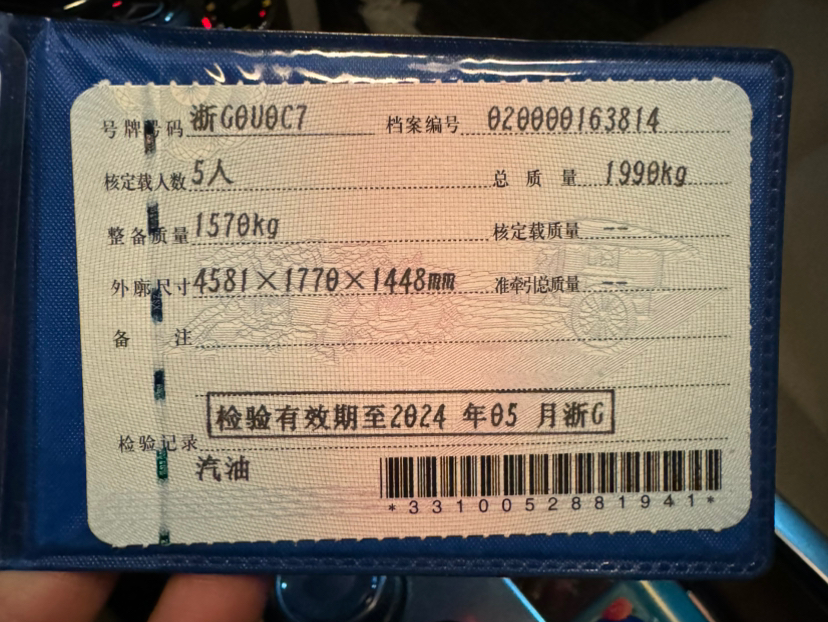 号牌号码 浙G0U0C7 档案编号 020000163814
核定载人数 5人 总质量 1990kg
整备质量 1570kg 核定载质量 --
外廓尺寸 4581×1770×1448mm 准牵引总质量 --
备注
检验有效期至2024 年05 月浙G
检验记录
汽油
*3310052881941*